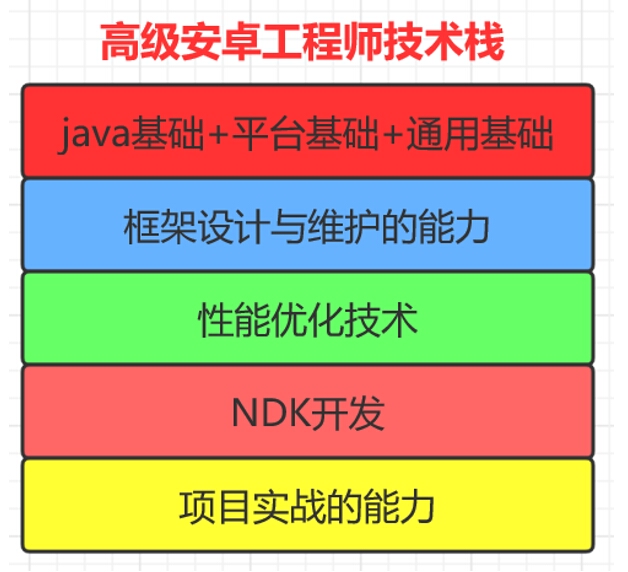 高级安卓工程师技术栈
java基础+平台基础+通用基础
框架设计与维护的能力
性能优化技术
NDK开发
项目实战的能力